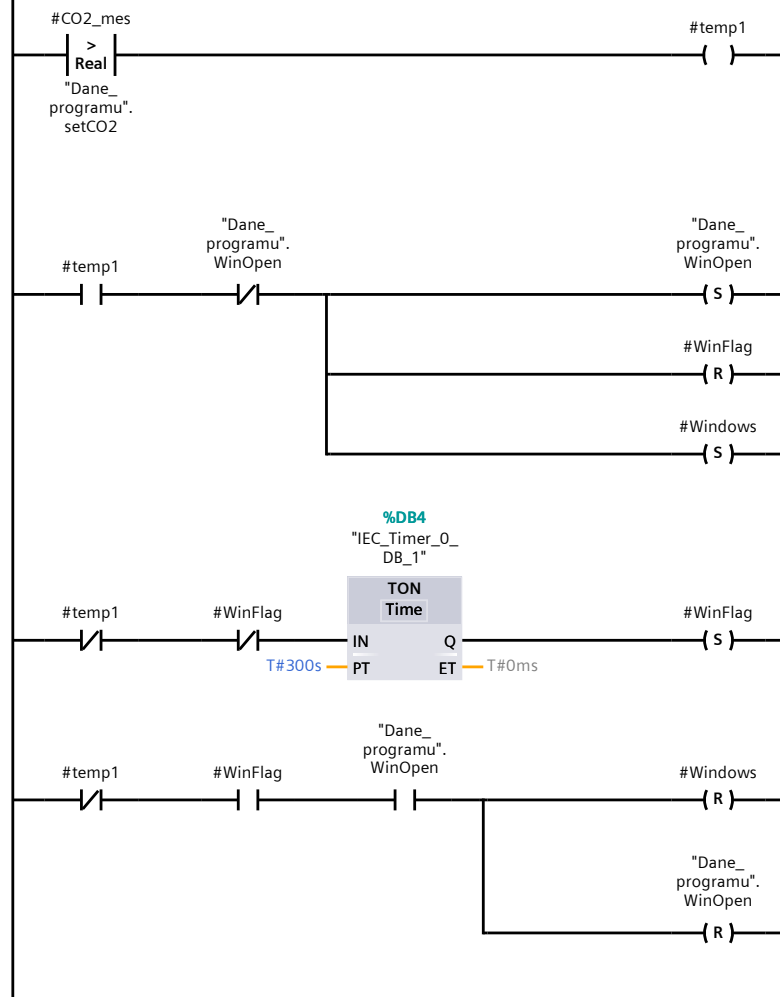 #CO2_mes
#temp1
>
Real
"Dane_
programu".
setCO2
"Dane_
programu".
WinOpen
"Dane_
programu".
WinOpen
#temp1
S
#WinFlag
R
#Windows
S
%DB4
"IEC_Timer_0_
DB_1"
TON
Time
#temp1
#WinFlag
#WinFlag
IN
Q
S
T#300s
PT
ET
T#0ms
"Dane_
programu".
WinOpen
#temp1
#WinFlag
#Windows
R
"Dane_
programu".
WinOpen
R